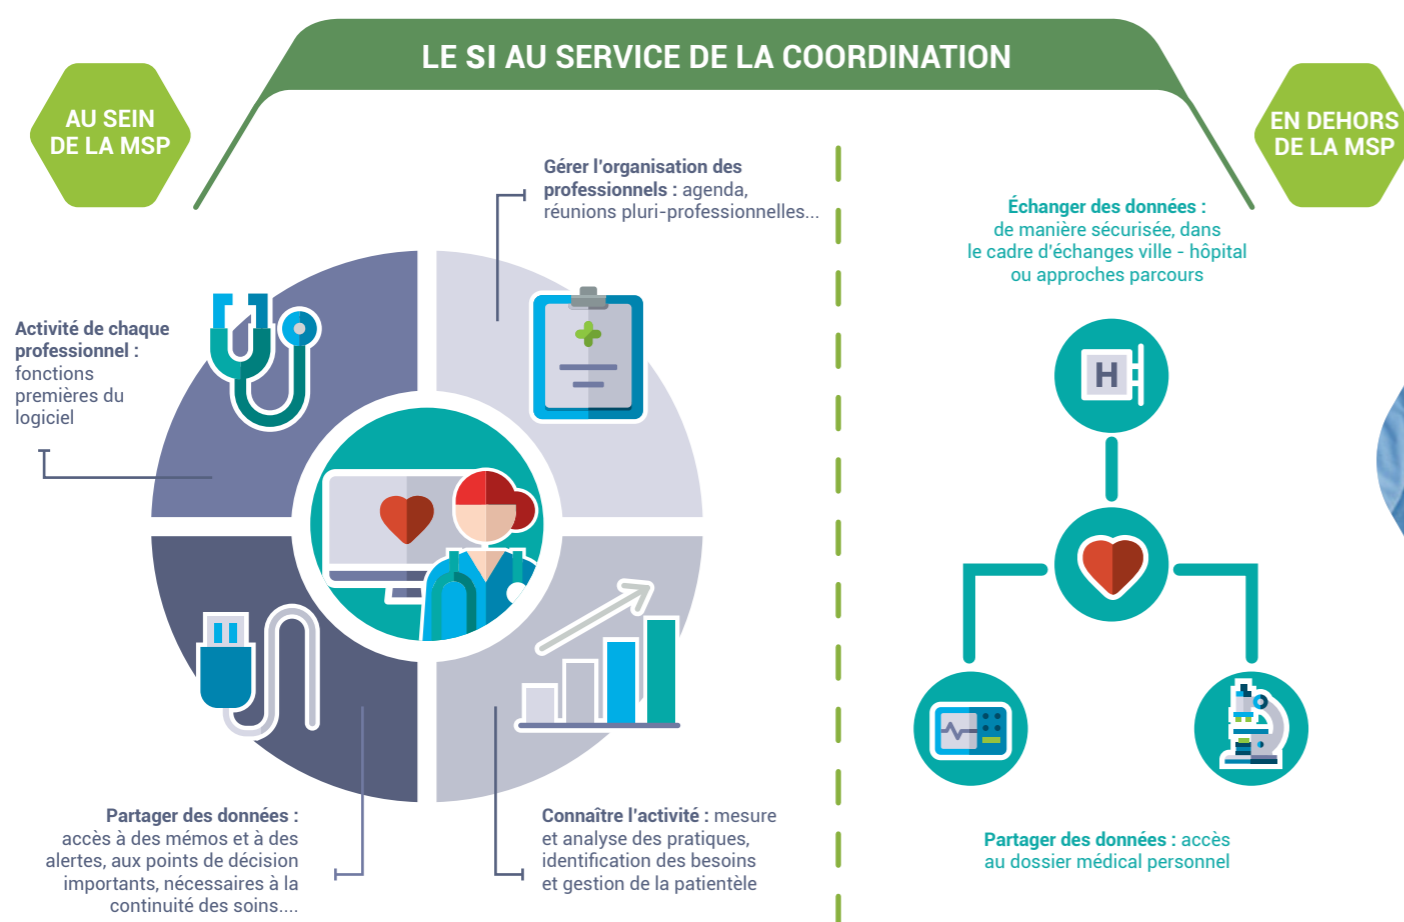 LE SI AU SERVICE DE LA COORDINATION
AU SEIN
DE LA MSP
EN DEHORS
DE LA MSP
Gérer l'organisation des
professionnels : agenda,
réunions pluri-professionnelles...
Activité de chaque
professionnel :
fonctions
premières du
logiciel
Partager des données :
accès à des mémos et à des
alertes, aux points de décision
importants, nécessaires à la
continuité des soins....
Connaître l'activité : mesure
et analyse des pratiques,
identification des besoins
et gestion de la patientèle
Échanger des données :
de manière sécurisée, dans
le cadre d'échanges ville - hôpital
ou approches parcours
H
Partager des données : accès
au dossier médical personnel